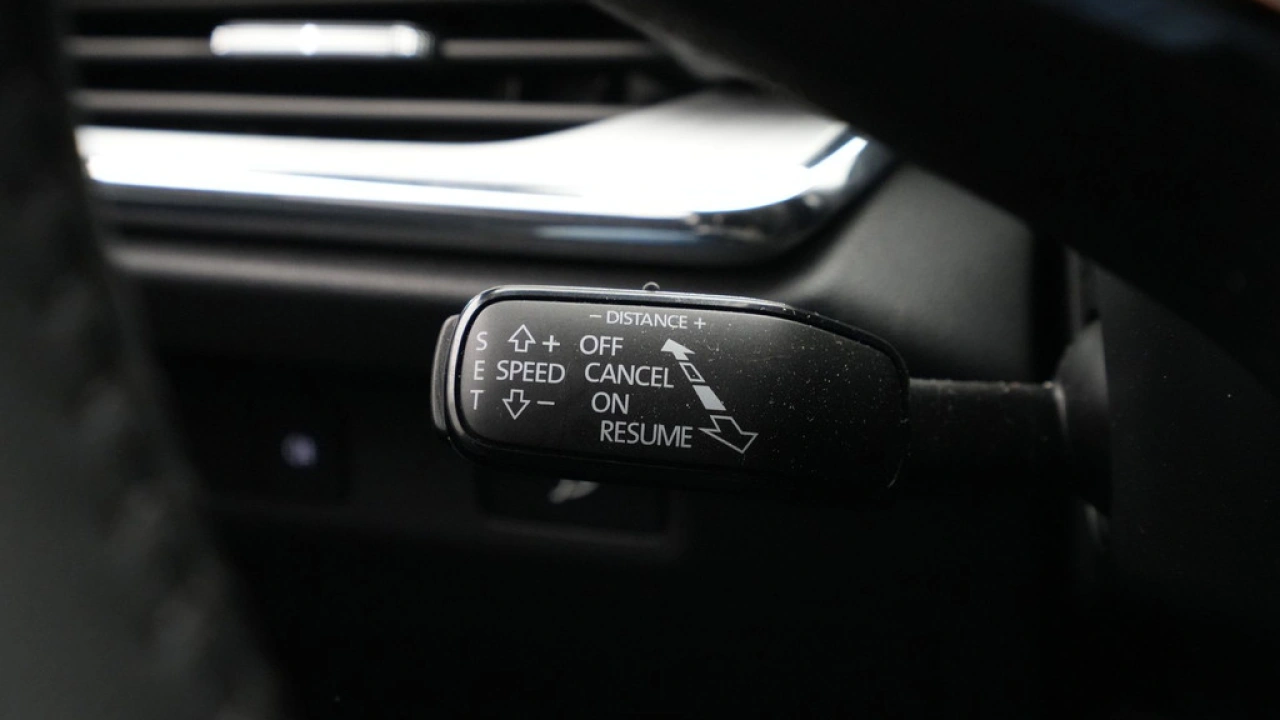 − DISTANCE +
S + OFF
E SPEED CANCEL
T − ON
RESUME